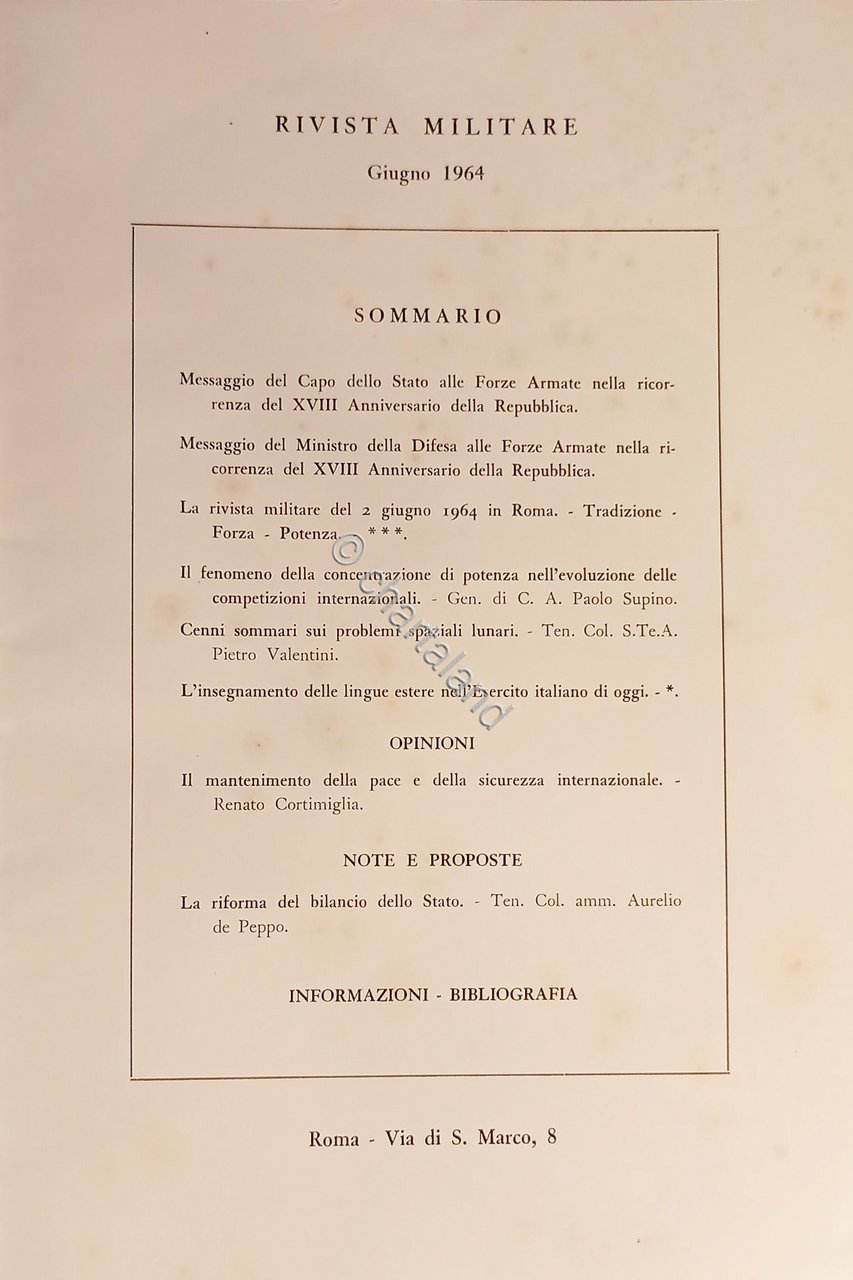 RIVISTA MILITARE
Giugno 1964
SOMMARIO
Messaggio del Capo dello Stato alle Forze Armate nella ricor-
renza del XVIII Anniversario della Repubblica.
Messaggio del Ministro della Difesa alle Forze Armate nella ri-
correnza del XVIII Anniversario della Repubblica.
La rivista militare del 2 giugno 1964 in Roma. - Tradizione -
Forza - Potenza. - * * *.
Il fenomeno della concentrazione di potenza nell'evoluzione delle
competizioni internazionali. - Gen. di C. A. Paolo Supino.
Cenni sommari sui problemi spaziali lunari. - Ten. Col. S.Te.A.
Pietro Valentini.
L'insegnamento delle lingue estere nell'Esercito italiano di oggi. - *.
OPINIONI
Il mantenimento della pace e della sicurezza internazionale. -
Renato Cortimiglia.
NOTE E PROPOSTE
La riforma del bilancio dello Stato. - Ten. Col. amm. Aurelio
de Peppo.
INFORMAZIONI - BIBLIOGRAFIA
Roma - Via di S. Marco, 8
© chartaland